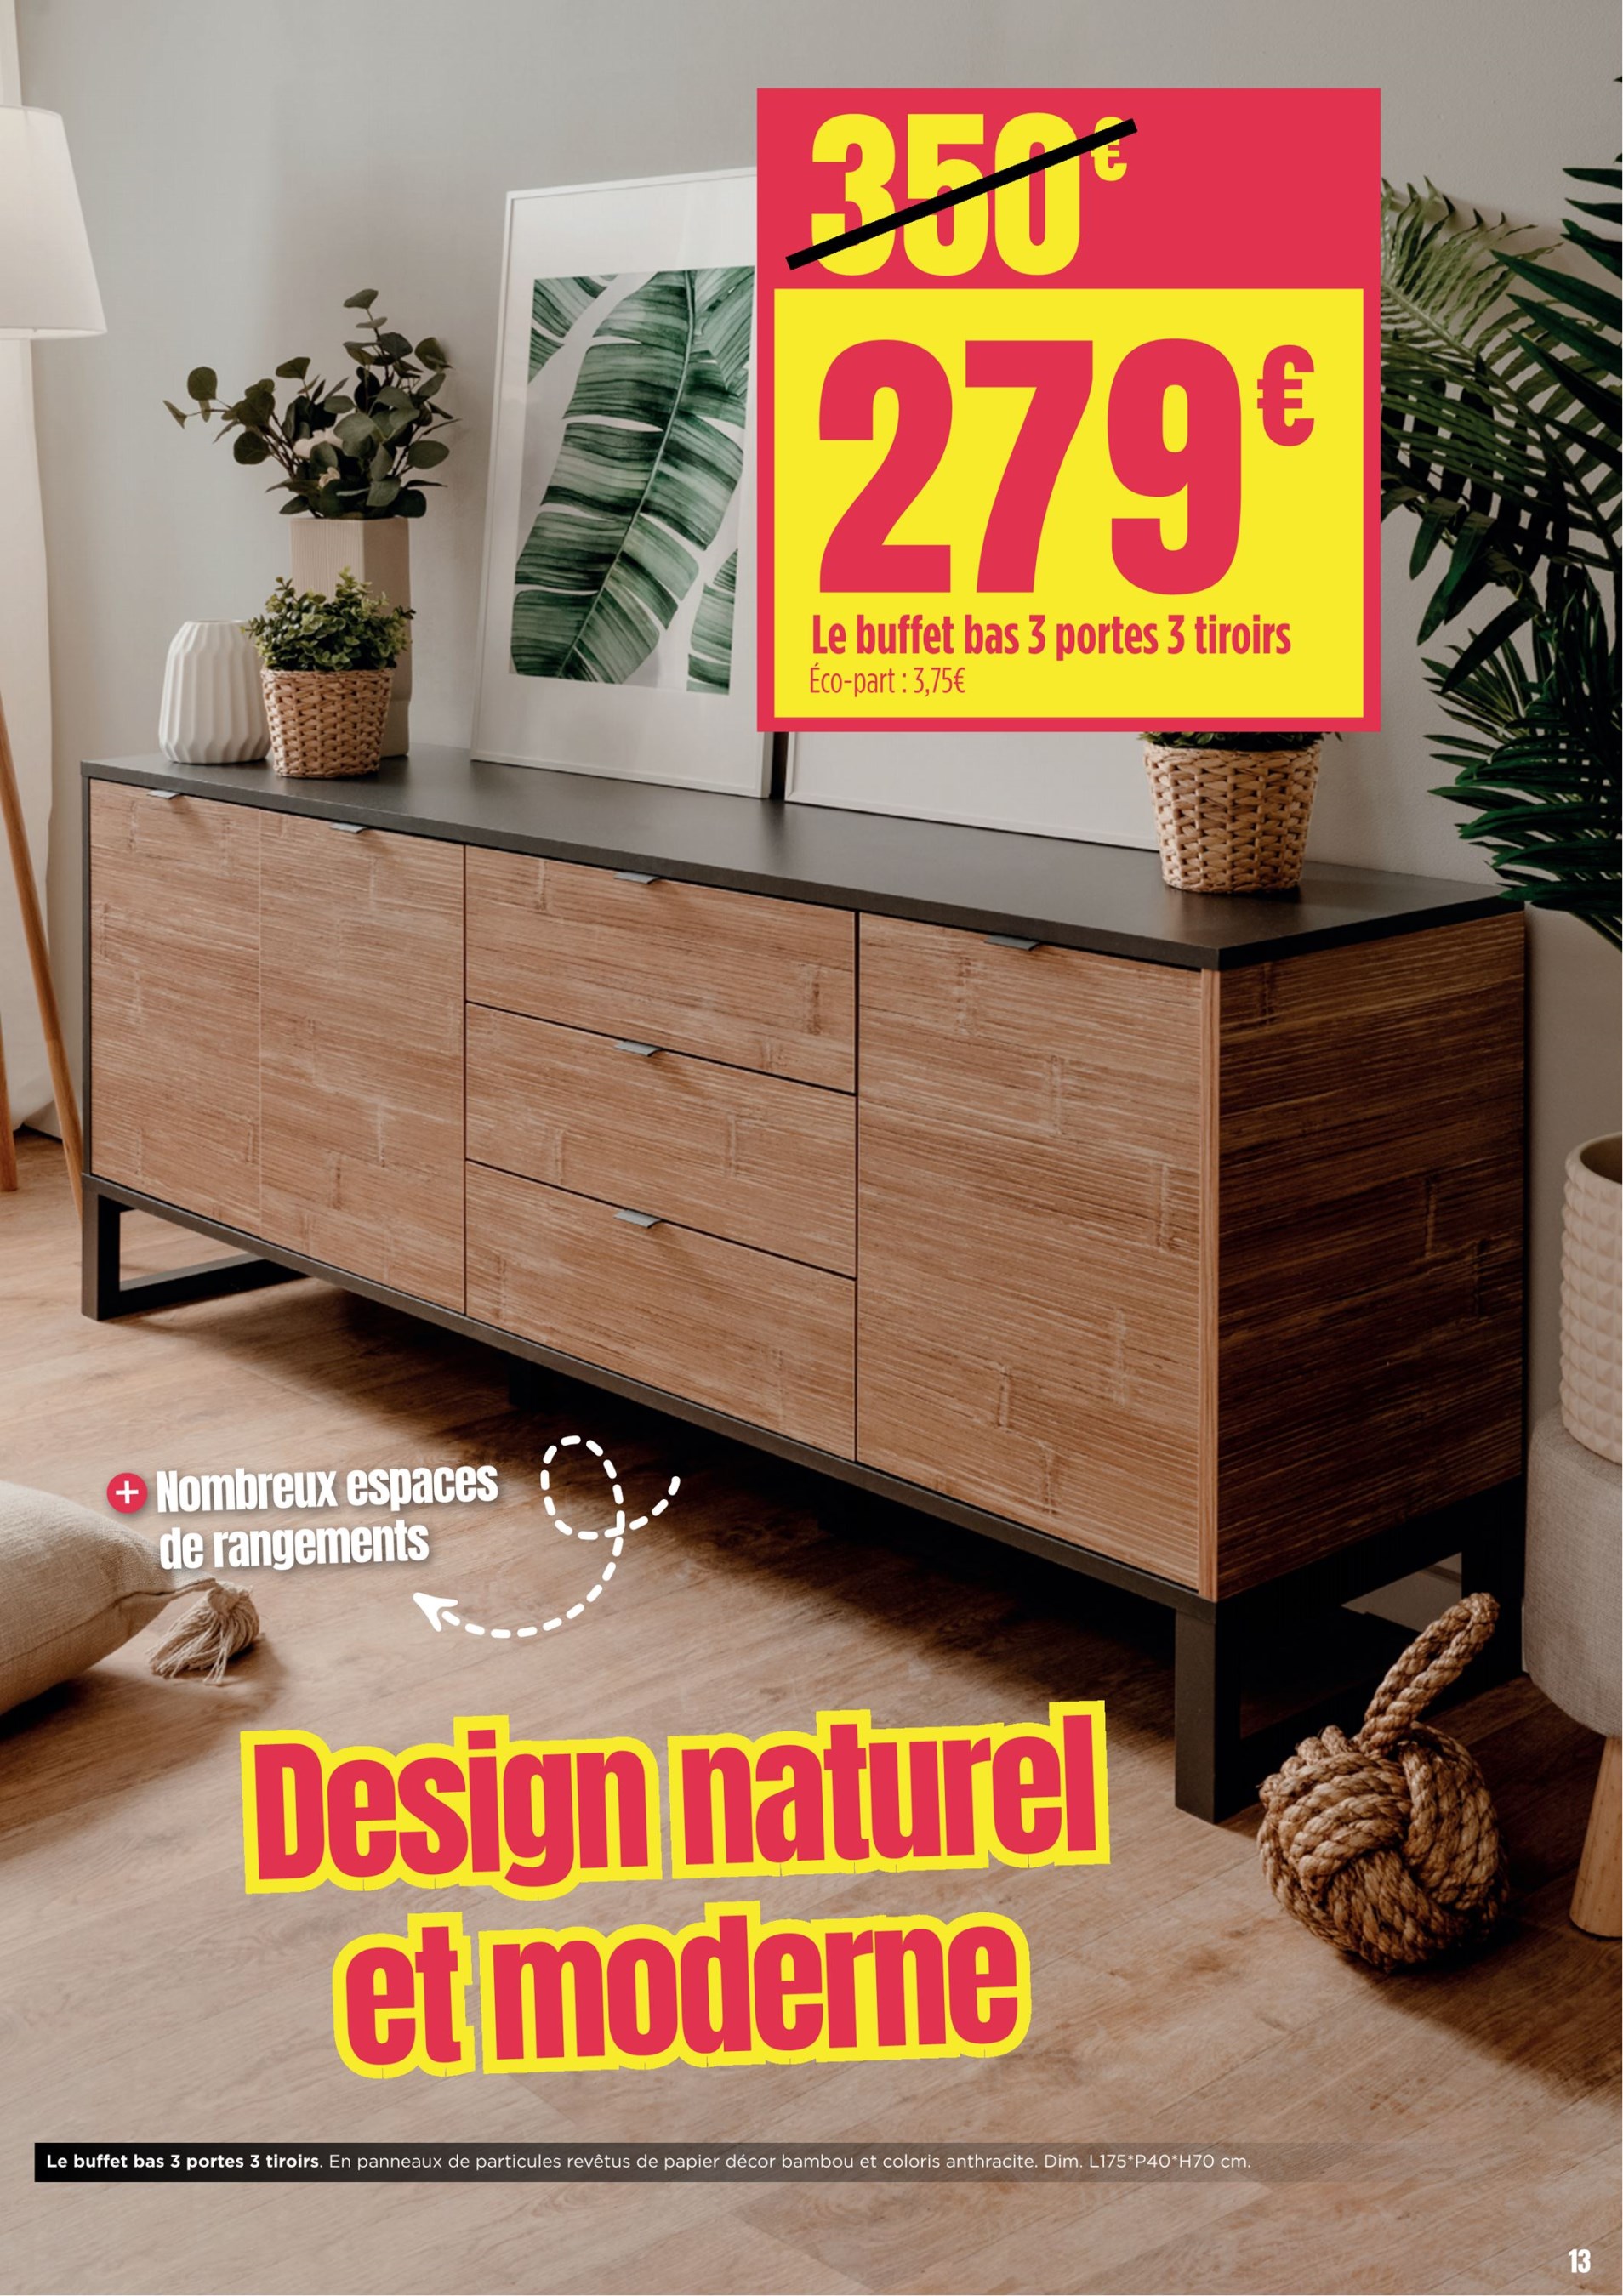 350€
279€
Le buffet bas 3 portes 3 tiroirs
Éco-part : 3,75€
+ Nombreux espaces
de rangements
Design naturel
et moderne
Le buffet bas 3 portes 3 tiroirs. En panneaux de particules revêtus de papier décor bambou et coloris anthracite. Dim. L175*P40*H70 cm.
13